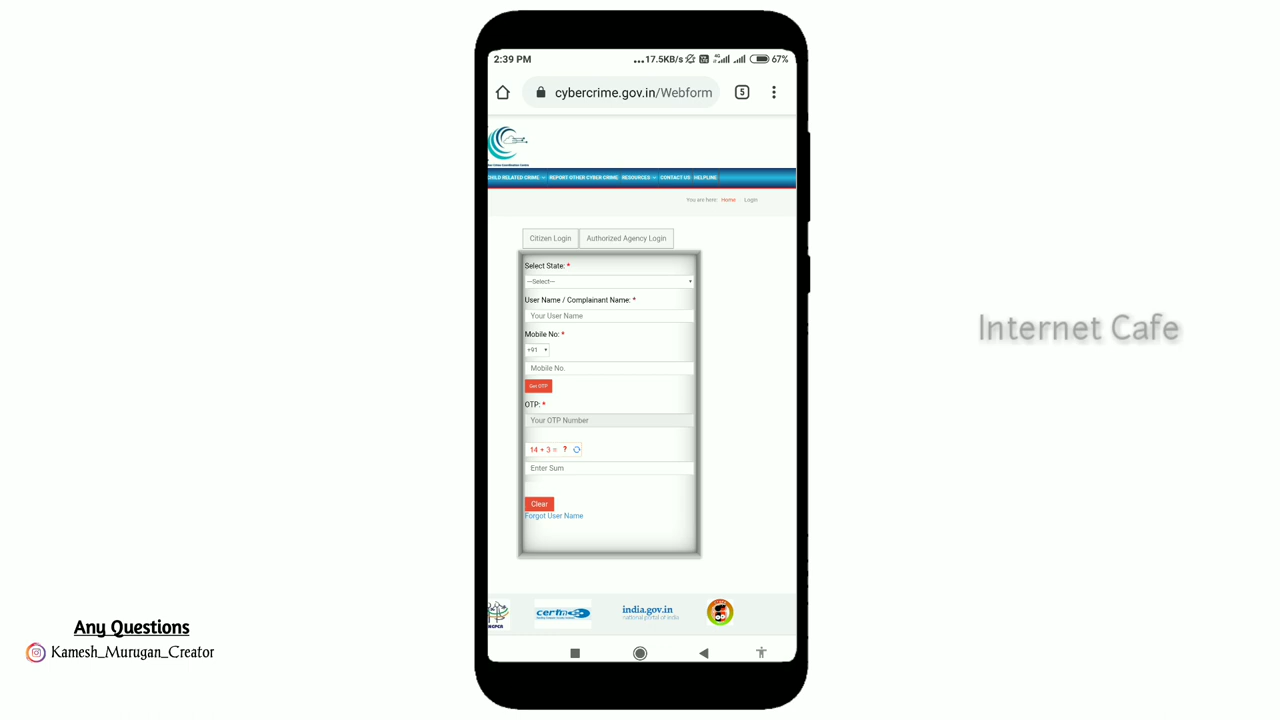 2:39 PM
...17.5KB/s
67%
cybercrime.gov.in/Webform
5
CHILD RELATED CRIME REPORT OTHER CYBER CRIME RESOURCES CONTACT US HELPLINE
You are here: Home Login
Citizen Login Authorized Agency Login
Select State: *
---Select---
User Name / Complainant Name: *
Your User Name
Mobile No: *
+91
Mobile No.
Get OTP
OTP: *
Your OTP Number
14 + 3 = ?
Enter Sum
Clear
Forgot User Name
india.gov.in
national portal of india
Internet Cafe
Any Questions
Kamesh_Murugan_Creator